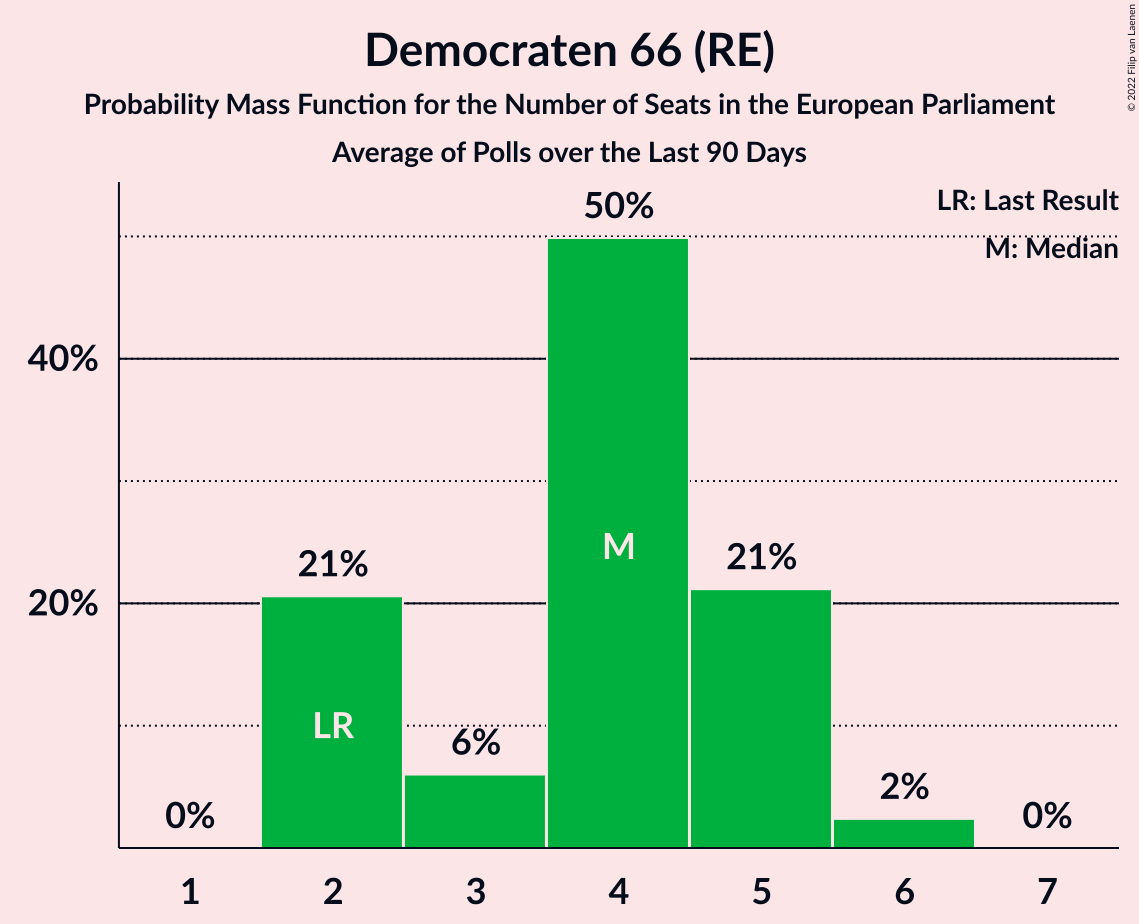 Democraten 66 (RE)
Probability Mass Function for the Number of Seats in the European Parliament
Average of Polls over the Last 90 Days
© 2022 Filip van Laenen
LR: Last Result
M: Median
50%
40%
20%
0%
21%
LR
6%
M
21%
2%
0%
1 2 3 4 5 6 7